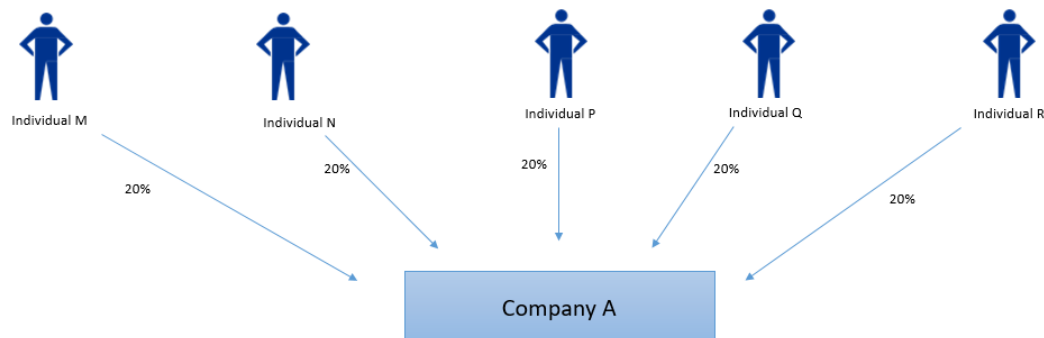 Individual M
Individual N
Individual P
Individual Q
Individual R
20%
20%
20%
20%
20%
Company A